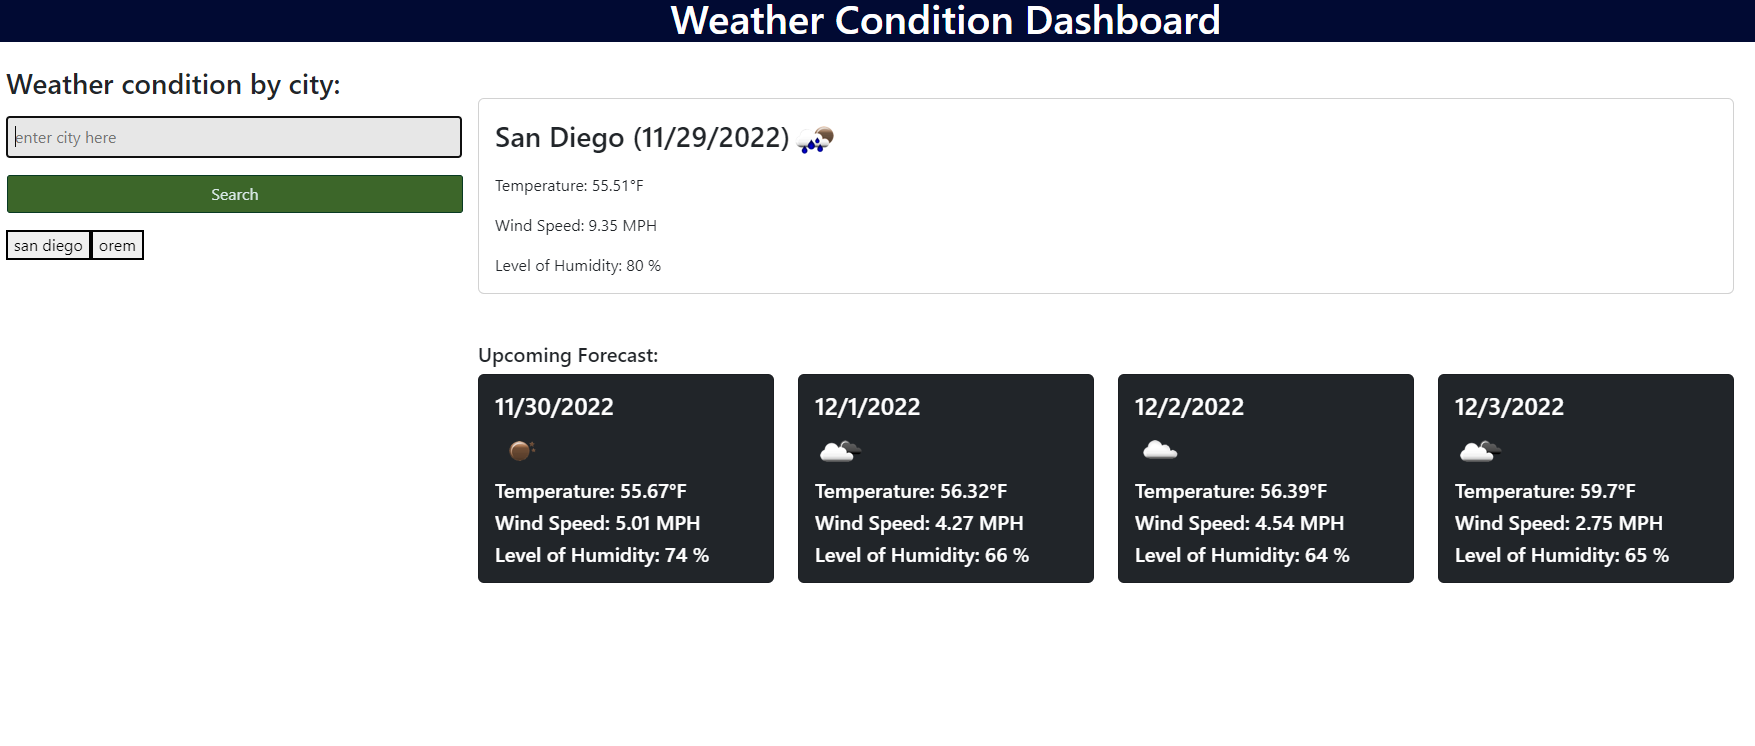 Weather Condition Dashboard
Weather condition by city:
enter city here
Search
san diego
orem
San Diego (11/29/2022)
Temperature: 55.51°F
Wind Speed: 9.35 MPH
Level of Humidity: 80 %
Upcoming Forecast:
11/30/2022
Temperature: 55.67°F
Wind Speed: 5.01 MPH
Level of Humidity: 74 %
12/1/2022
Temperature: 56.32°F
Wind Speed: 4.27 MPH
Level of Humidity: 66 %
12/2/2022
Temperature: 56.39°F
Wind Speed: 4.54 MPH
Level of Humidity: 64 %
12/3/2022
Temperature: 59.7°F
Wind Speed: 2.75 MPH
Level of Humidity: 65 %